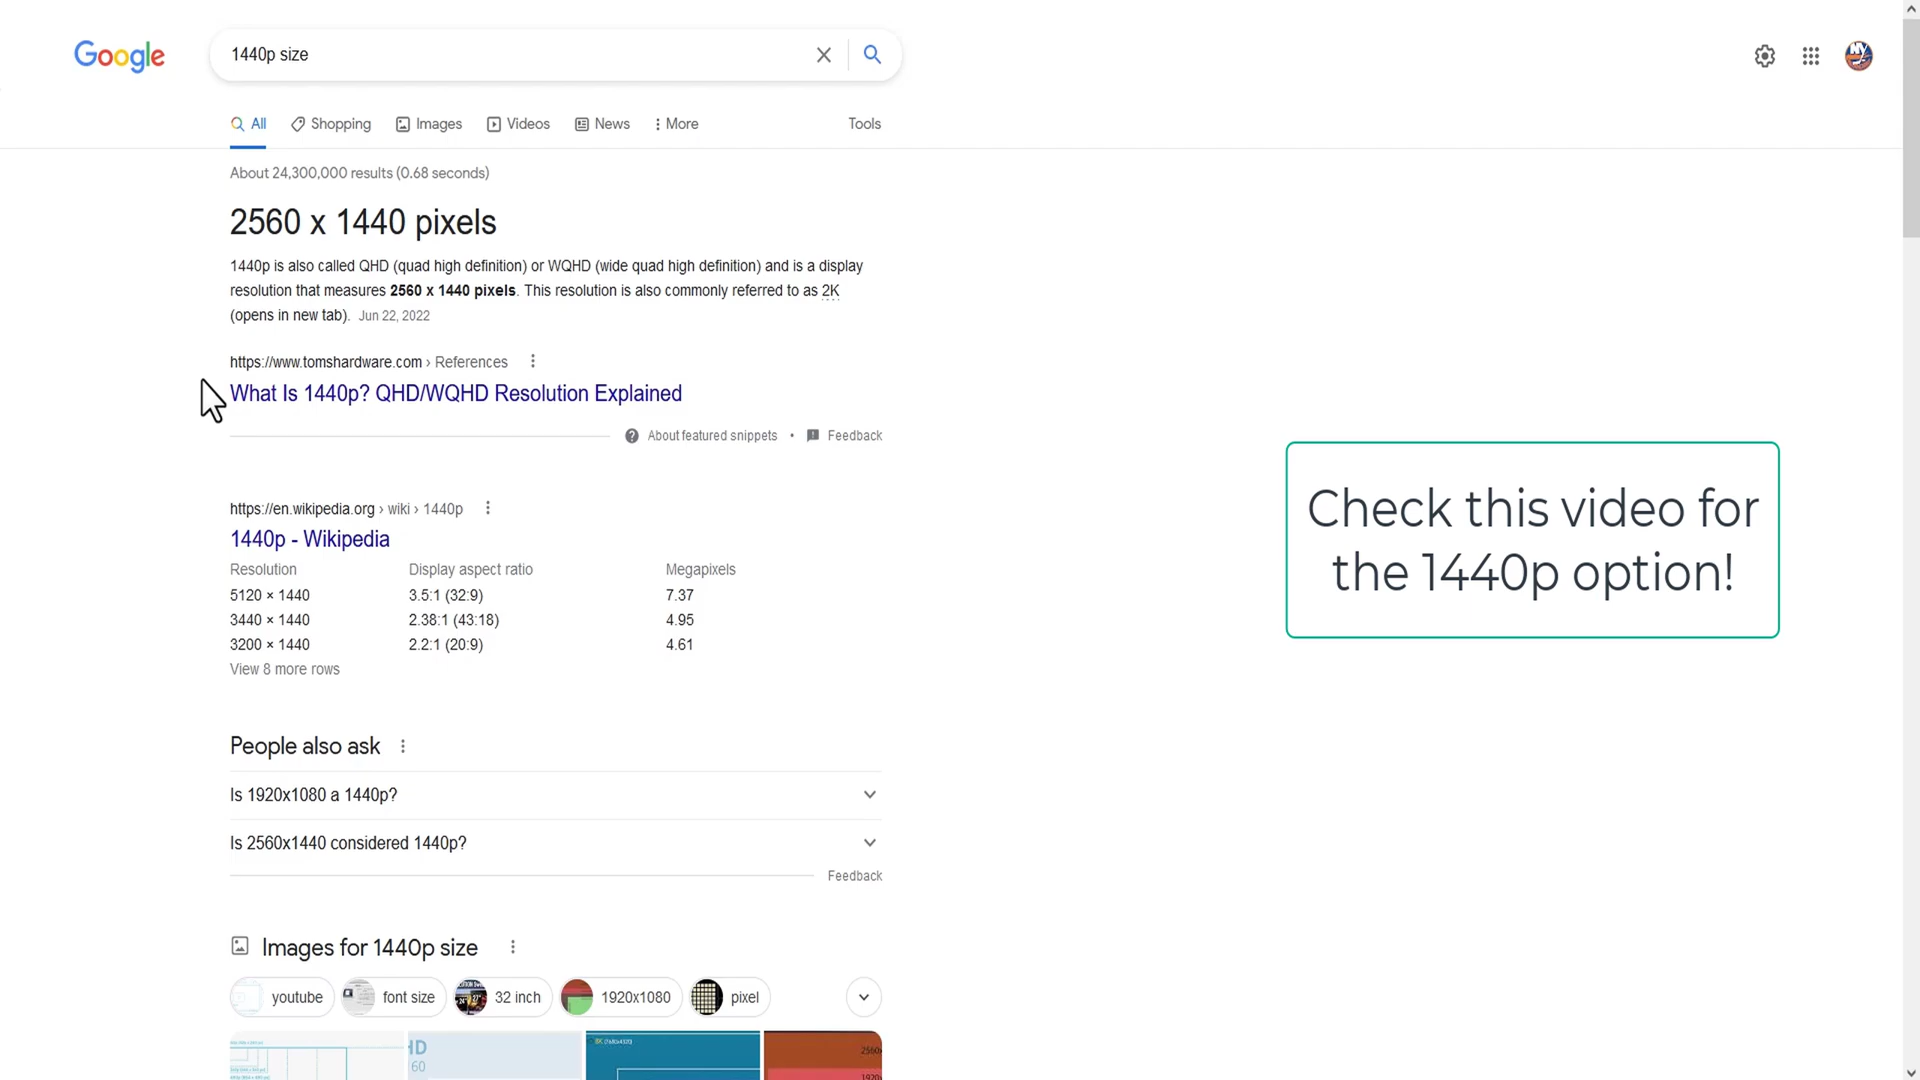 Google
1440p size
All Shopping Images Videos News More Tools
About 24,300,000 results (0.68 seconds)
2560 x 1440 pixels
1440p is also called QHD (quad high definition) or WQHD (wide quad high definition) and is a display
resolution that measures 2560 x 1440 pixels. This resolution is also commonly referred to as 2K
(opens in new tab). Jun 22, 2022
https://www.tomshardware.com › References
What Is 1440p? QHD/WQHD Resolution Explained
About featured snippets • Feedback
https://en.wikipedia.org › wiki › 1440p
1440p - Wikipedia
Resolution Display aspect ratio Megapixels
5120 × 1440 3.5:1 (32:9) 7.37
3440 × 1440 2.38:1 (43:18) 4.95
3200 × 1440 2.2:1 (20:9) 4.61
View 8 more rows
People also ask
Is 1920x1080 a 1440p?
Is 2560x1440 considered 1440p?
Feedback
Images for 1440p size
youtube font size 32 inch 1920x1080 pixel
HD
60
2560x
1920x
Check this video for
the 1440p option!